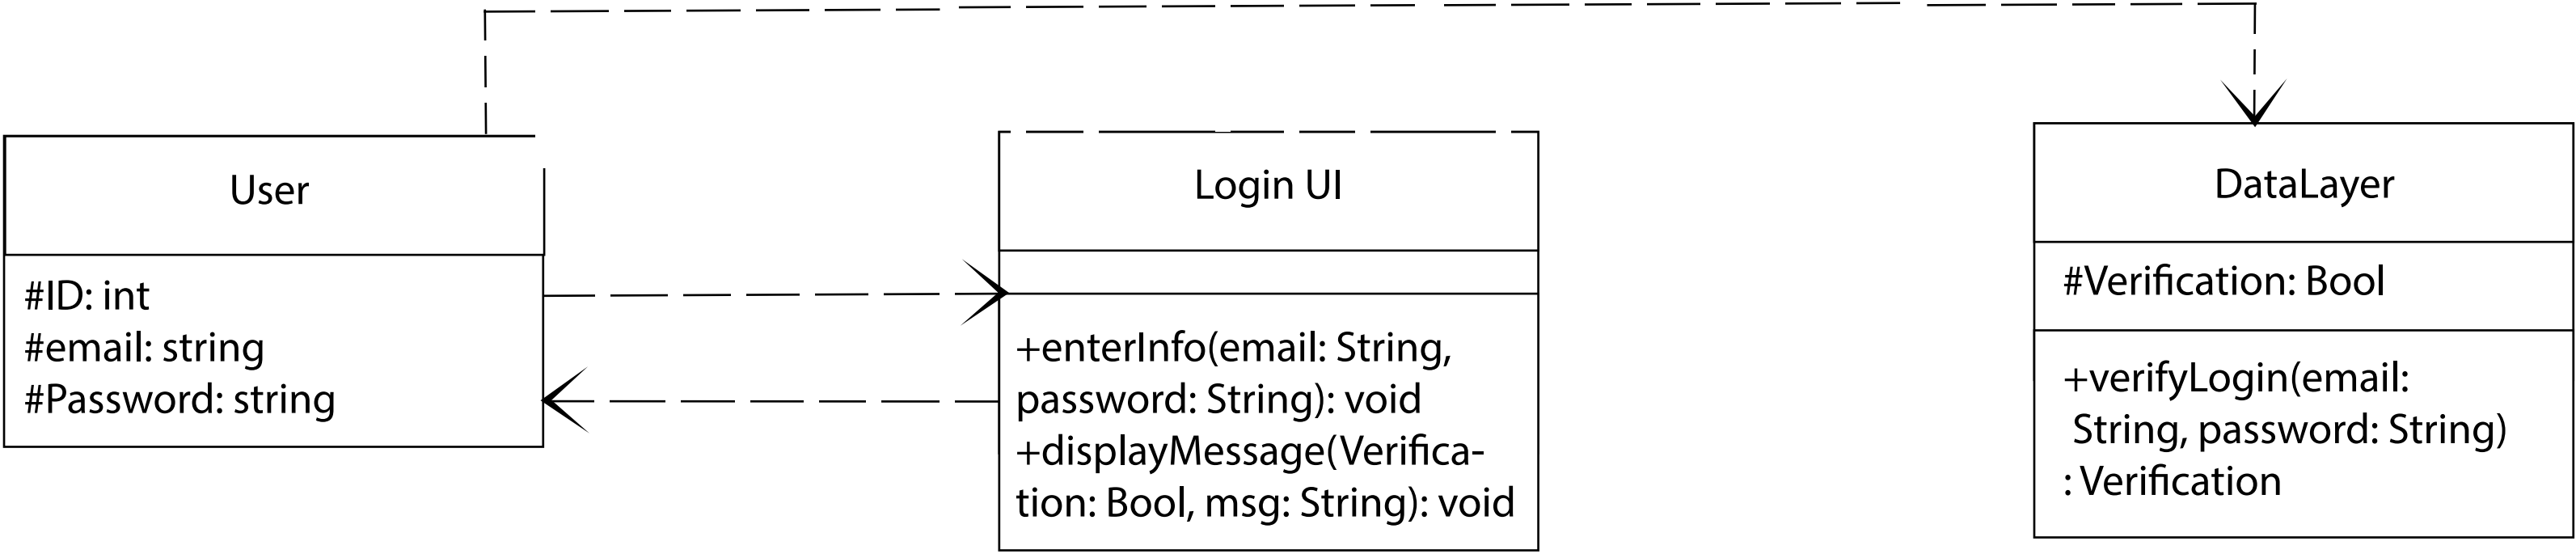 User
#ID: int
#email: string
#Password: string
Login UI
+enterInfo(email: String,
password: String): void
+displayMessage(Verifica-
tion: Bool, msg: String): void
DataLayer
#Verification: Bool
+verifyLogin(email:
String, password: String)
: Verification